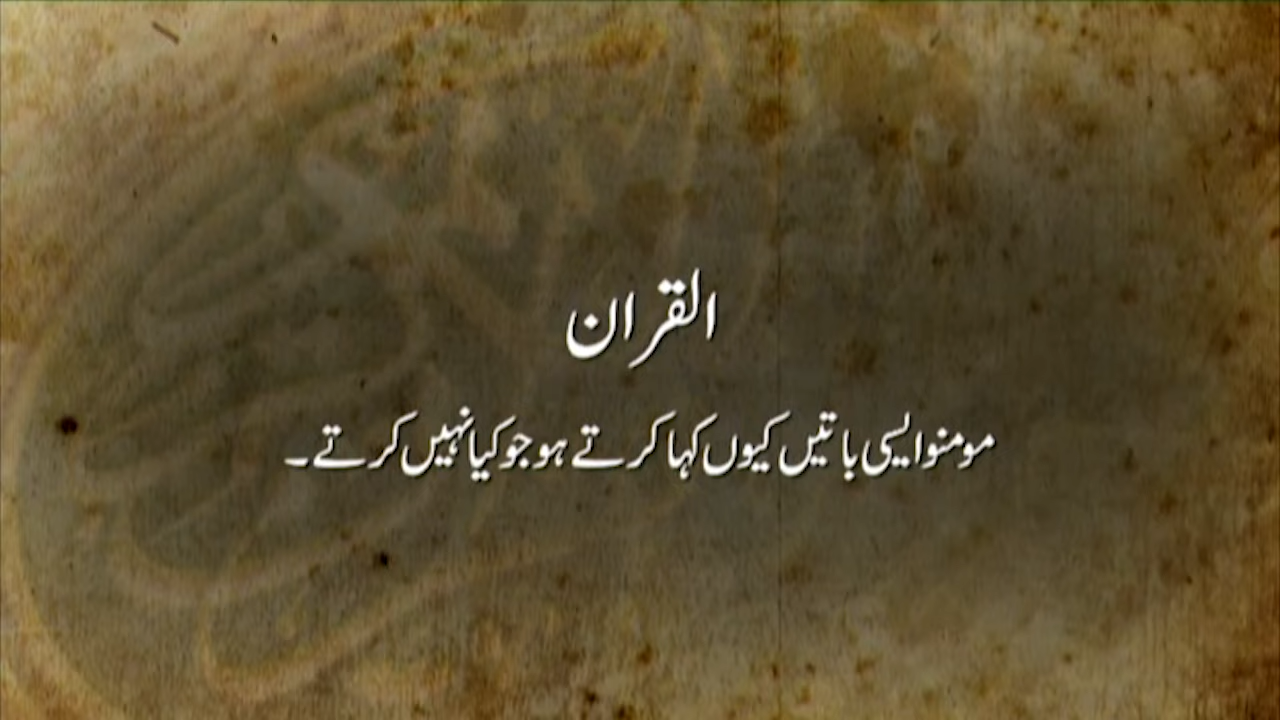 القران
مومنو ایسی باتیں کیوں کہا کرتے ہو جو کیا نہیں کرتے۔